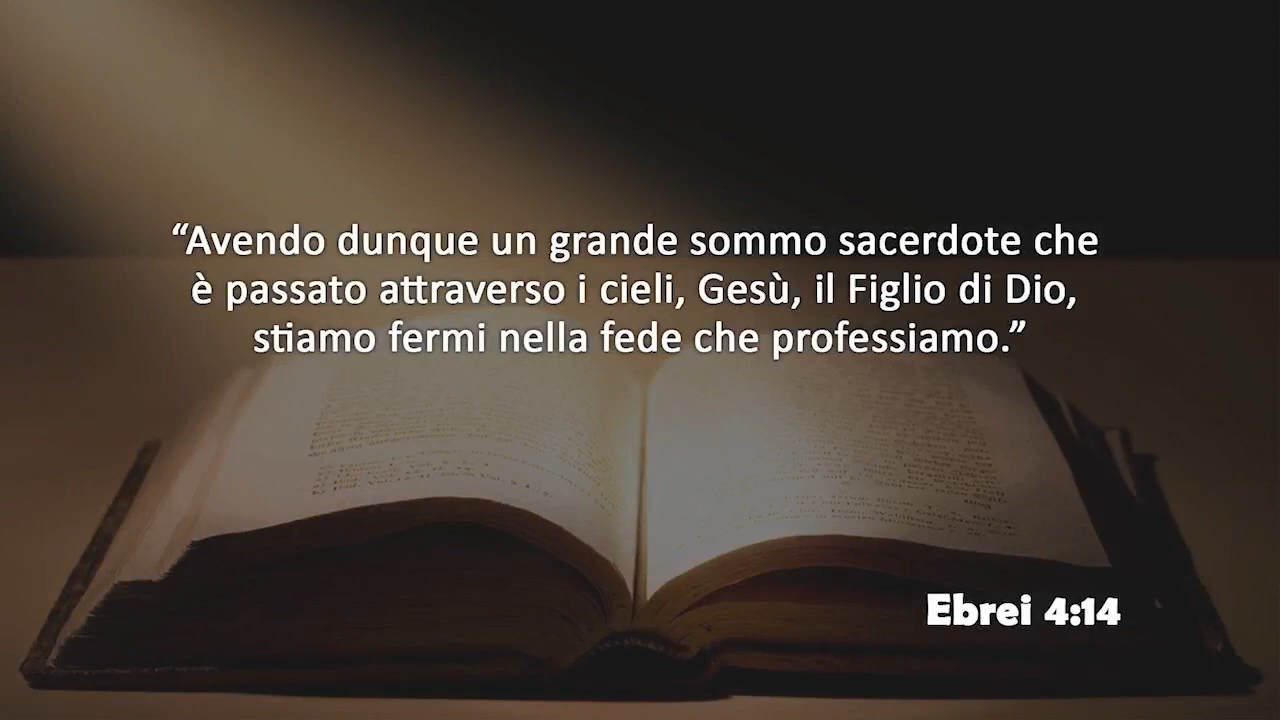 “Avendo dunque un grande sommo sacerdote che
è passato attraverso i cieli, Gesù, il Figlio di Dio,
stiamo fermi nella fede che professiamo.”
Ebrei 4:14